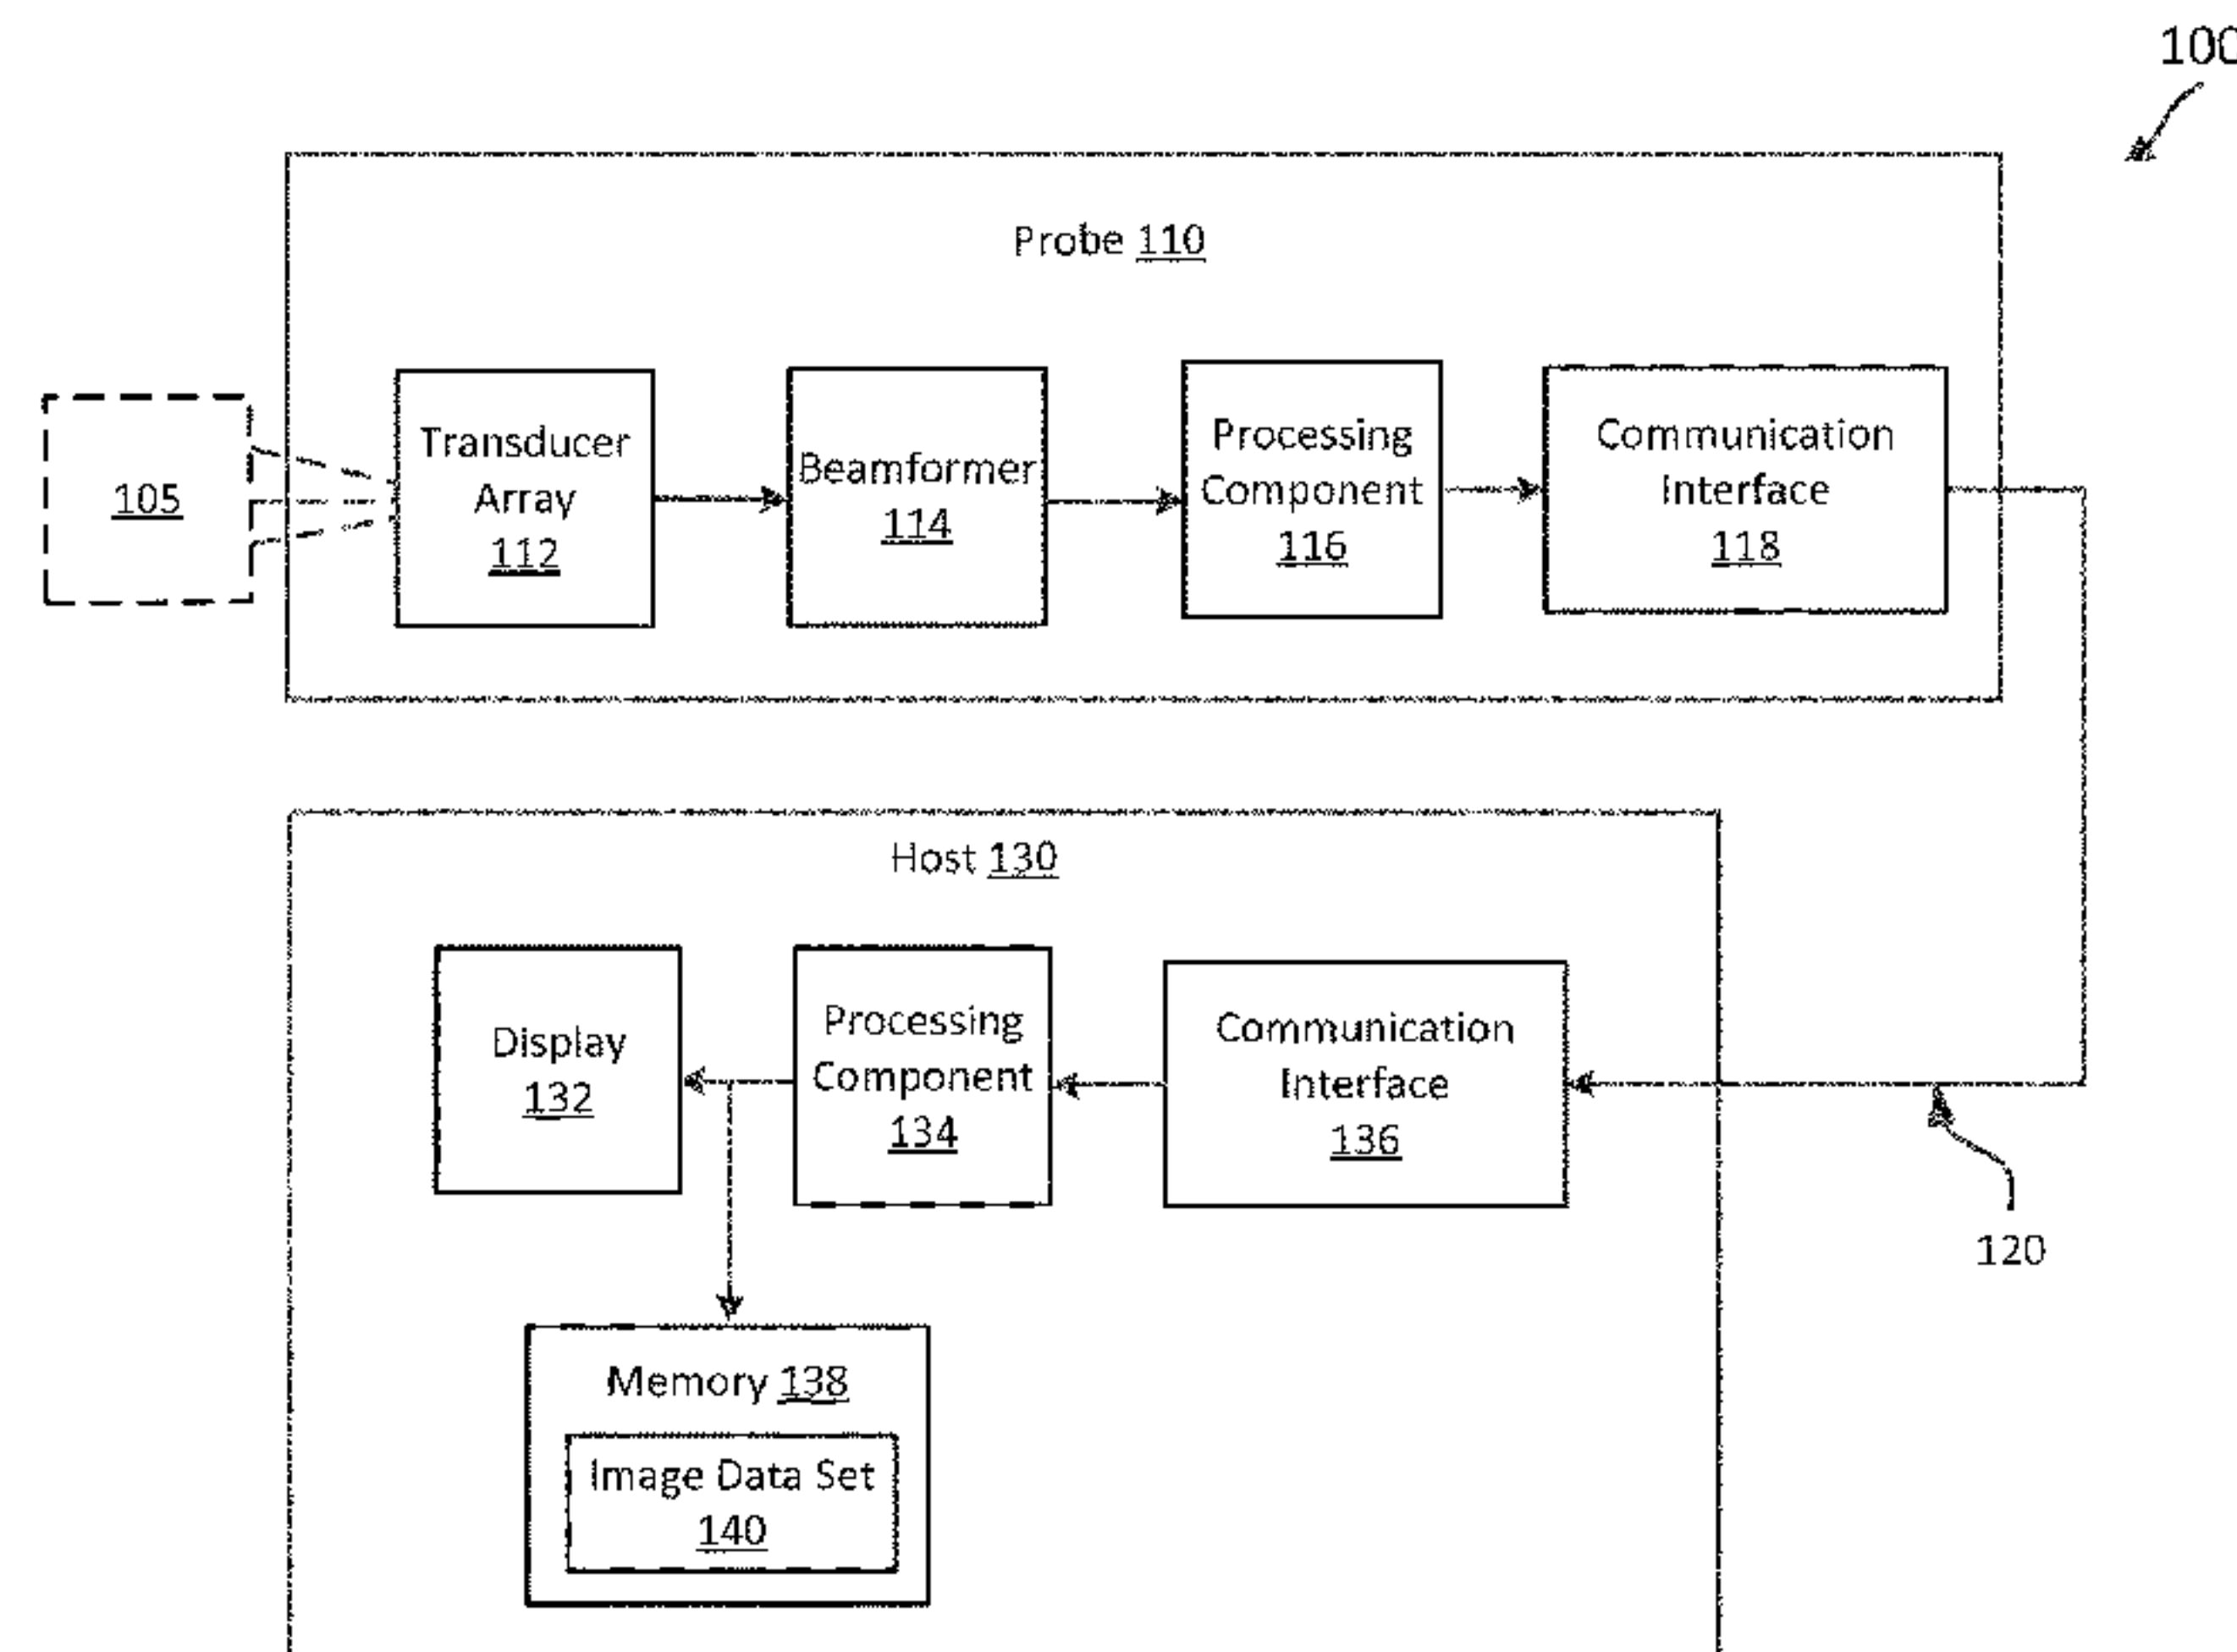 100
Probe 110
105
Transducer
Array
112
Beamformer
114
Processing
Component
116
Communication
Interface
118
Host 130
Display
132
Processing
Component
134
Communication
Interface
136
120
Memory 138
Image Data Set
140